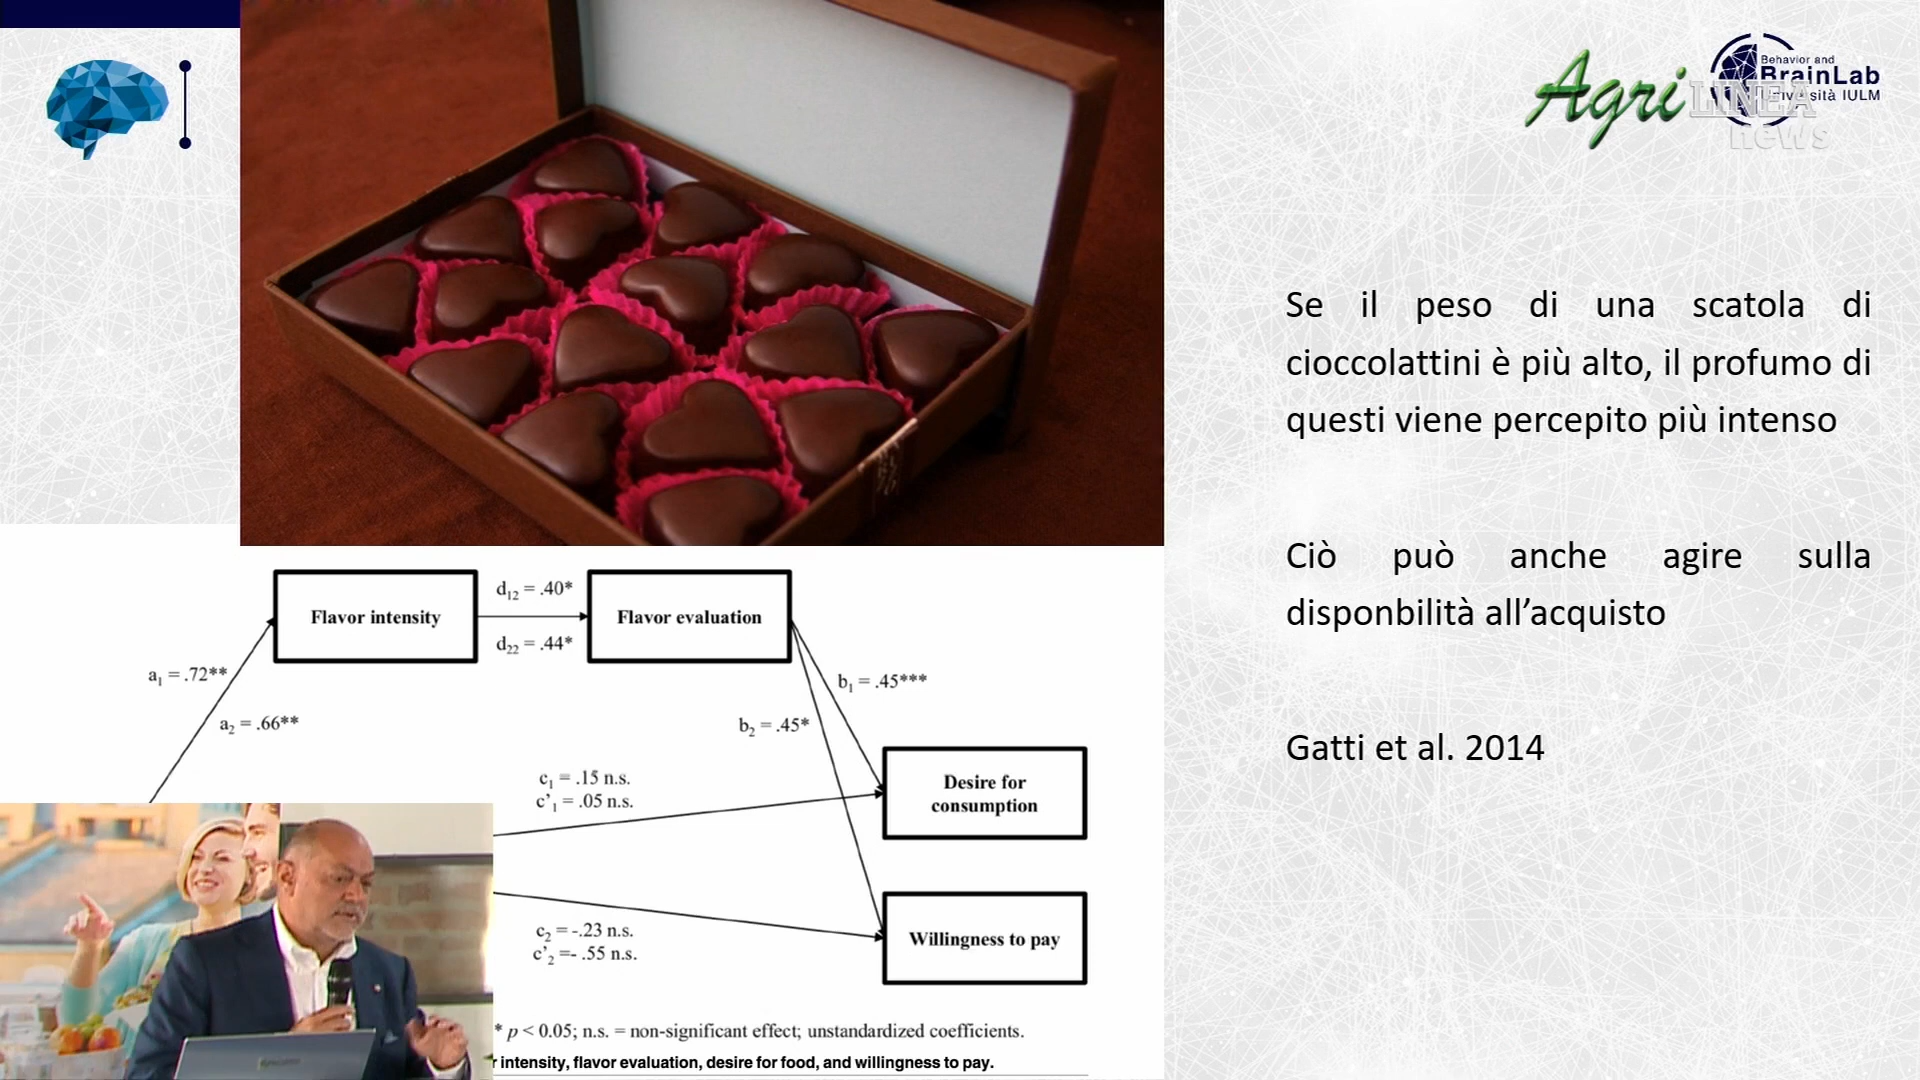 Agri LINEA
news
Behavior and
BrainLab
Università IULM
Se il peso di una scatola di
cioccolattini è più alto, il profumo di
questi viene percepito più intenso
Ciò può anche agire sulla
disponbilità all’acquisto
Gatti et al. 2014
Flavor intensity
d12 = .40*
d22 = .44*
Flavor evaluation
a1 = .72**
a2 = .66**
b1 = .45***
b2 = .45*
c1 = .15 n.s.
c’1 = .05 n.s.
Desire for
consumption
c2 = -.23 n.s.
c’2 =- .55 n.s.
Willingness to pay
* p < 0.05; n.s. = non-significant effect; unstandardized coefficients.
intensity, flavor evaluation, desire for food, and willingness to pay.